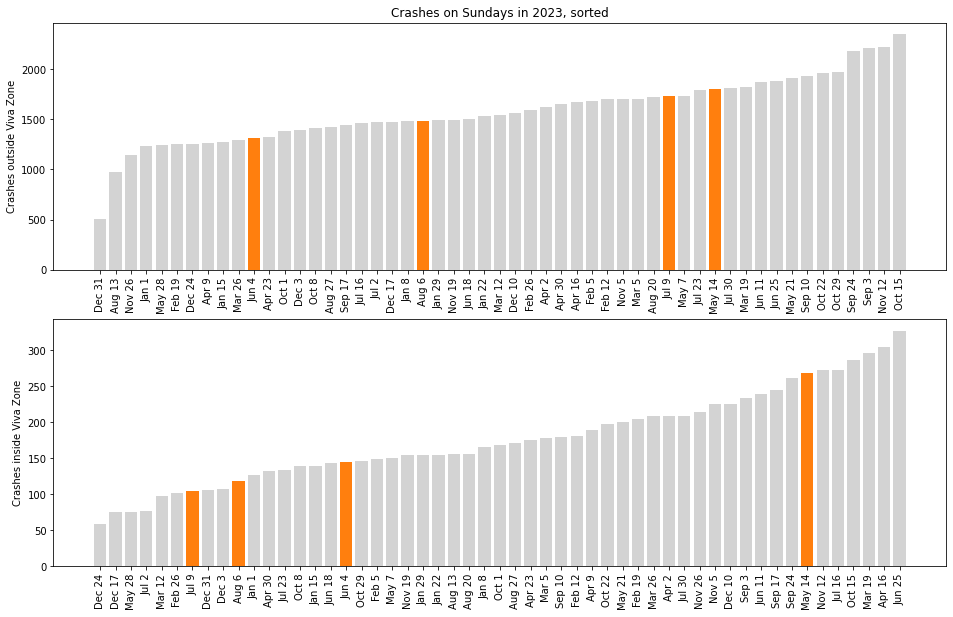 Crashes on Sundays in 2023, sorted
Crashes outside Viva Zone
2000
1500
1000
500
0
Dec 31
Aug 13
Nov 26
Jan 1
May 28
Feb 19
Dec 24
Apr 9
Jan 15
Mar 26
Jun 4
Apr 23
Oct 1
Dec 3
Oct 8
Aug 27
Sep 17
Jul 16
Jul 2
Dec 17
Jan 8
Aug 6
Jan 29
Nov 19
Jun 18
Jan 22
Mar 12
Dec 10
Feb 26
Apr 2
Apr 30
Apr 16
Feb 5
Feb 12
Nov 5
Mar 5
Aug 20
Jul 9
May 7
Jul 23
May 14
Jul 30
Mar 19
Jun 11
Jun 25
May 21
Sep 10
Oct 22
Oct 29
Sep 24
Sep 3
Nov 12
Oct 15
Crashes inside Viva Zone
300
250
200
150
100
50
0
Dec 24
Dec 17
May 28
Jul 2
Mar 12
Feb 26
Jul 9
Dec 31
Dec 3
Aug 6
Jan 1
Apr 30
Jul 23
Oct 8
Jan 15
Jun 18
Jun 4
Oct 29
Feb 5
May 7
Nov 19
Jan 29
Jan 22
Aug 13
Aug 20
Jan 8
Oct 1
Aug 27
Apr 23
Mar 5
Sep 10
Feb 12
Apr 9
Oct 22
May 21
Feb 19
Mar 26
Apr 2
Jul 30
Nov 26
Nov 5
Dec 10
Sep 3
Jun 11
Sep 17
Sep 24
May 14
Nov 12
Jul 16
Oct 15
Mar 19
Apr 16
Jun 25